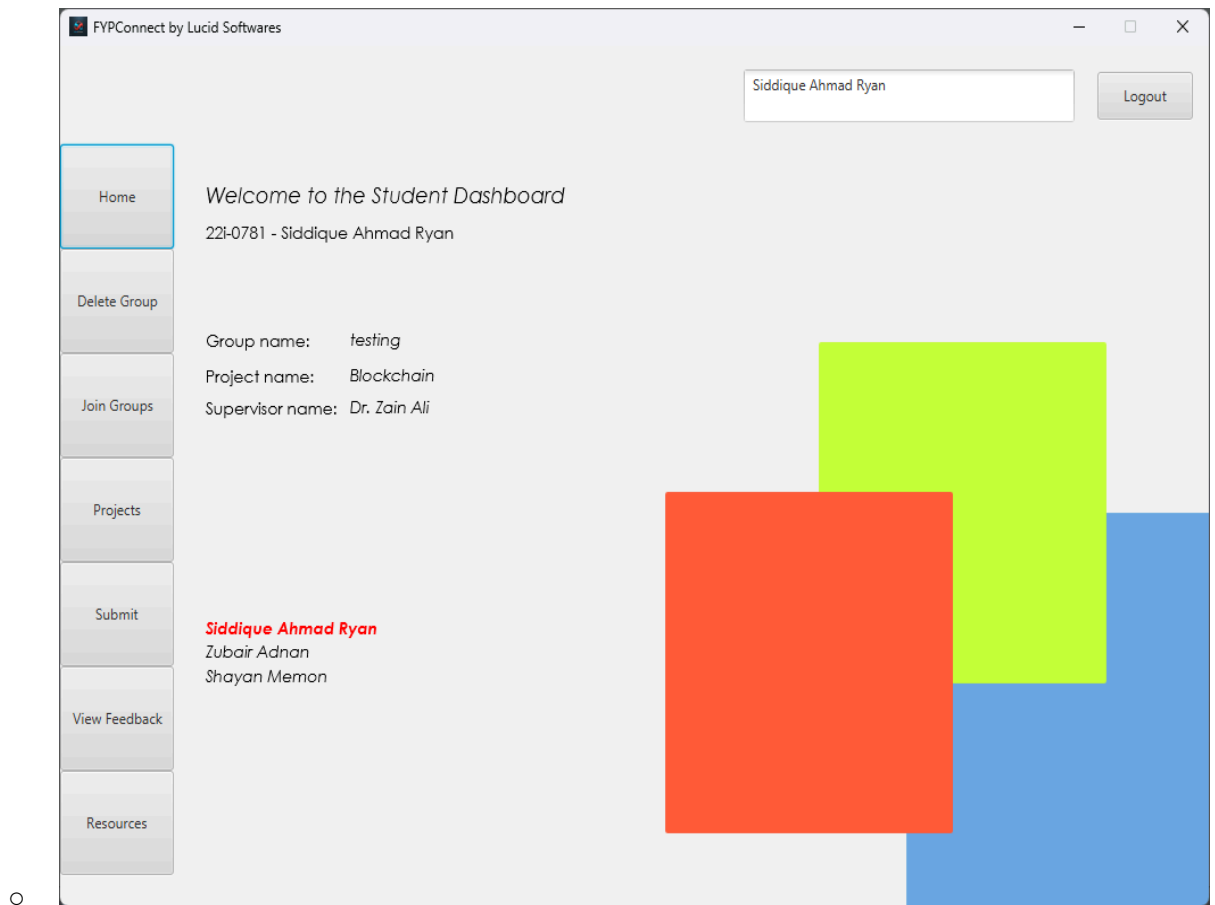 FYPConnect by Lucid Softwares
Siddique Ahmad Ryan
Logout
Home
Welcome to the Student Dashboard
22i-0781 - Siddique Ahmad Ryan
Delete Group
Group name: testing
Project name: Blockchain
Join Groups
Supervisor name: Dr. Zain Ali
Projects
Submit
Siddique Ahmad Ryan
Zubair Adnan
Shayan Memon
View Feedback
Resources